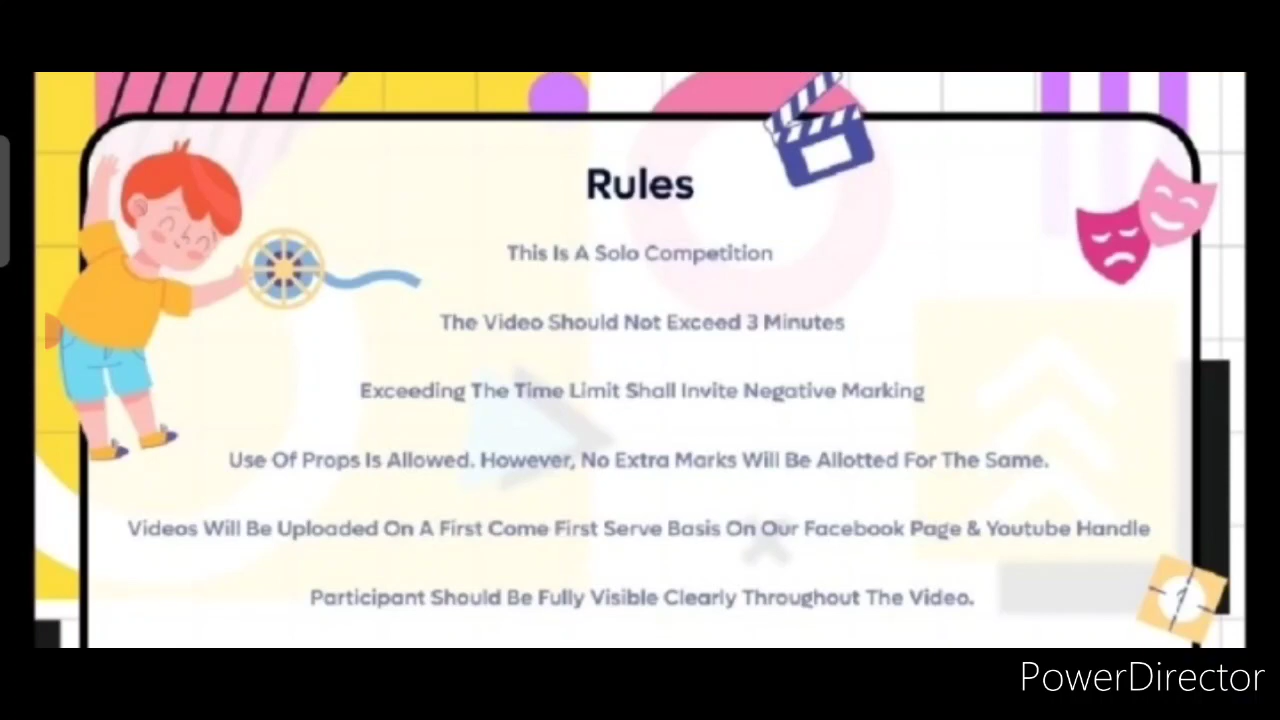 Rules
This Is A Solo Competition
The Video Should Not Exceed 3 Minutes
Exceeding The Time Limit Shall Invite Negative Marking
Use Of Props Is Allowed. However, No Extra Marks Will Be Allotted For The Same.
Videos Will Be Uploaded On A First Come First Serve Basis On Our Facebook Page & Youtube Handle
Participant Should Be Fully Visible Clearly Throughout The Video.
PowerDirector